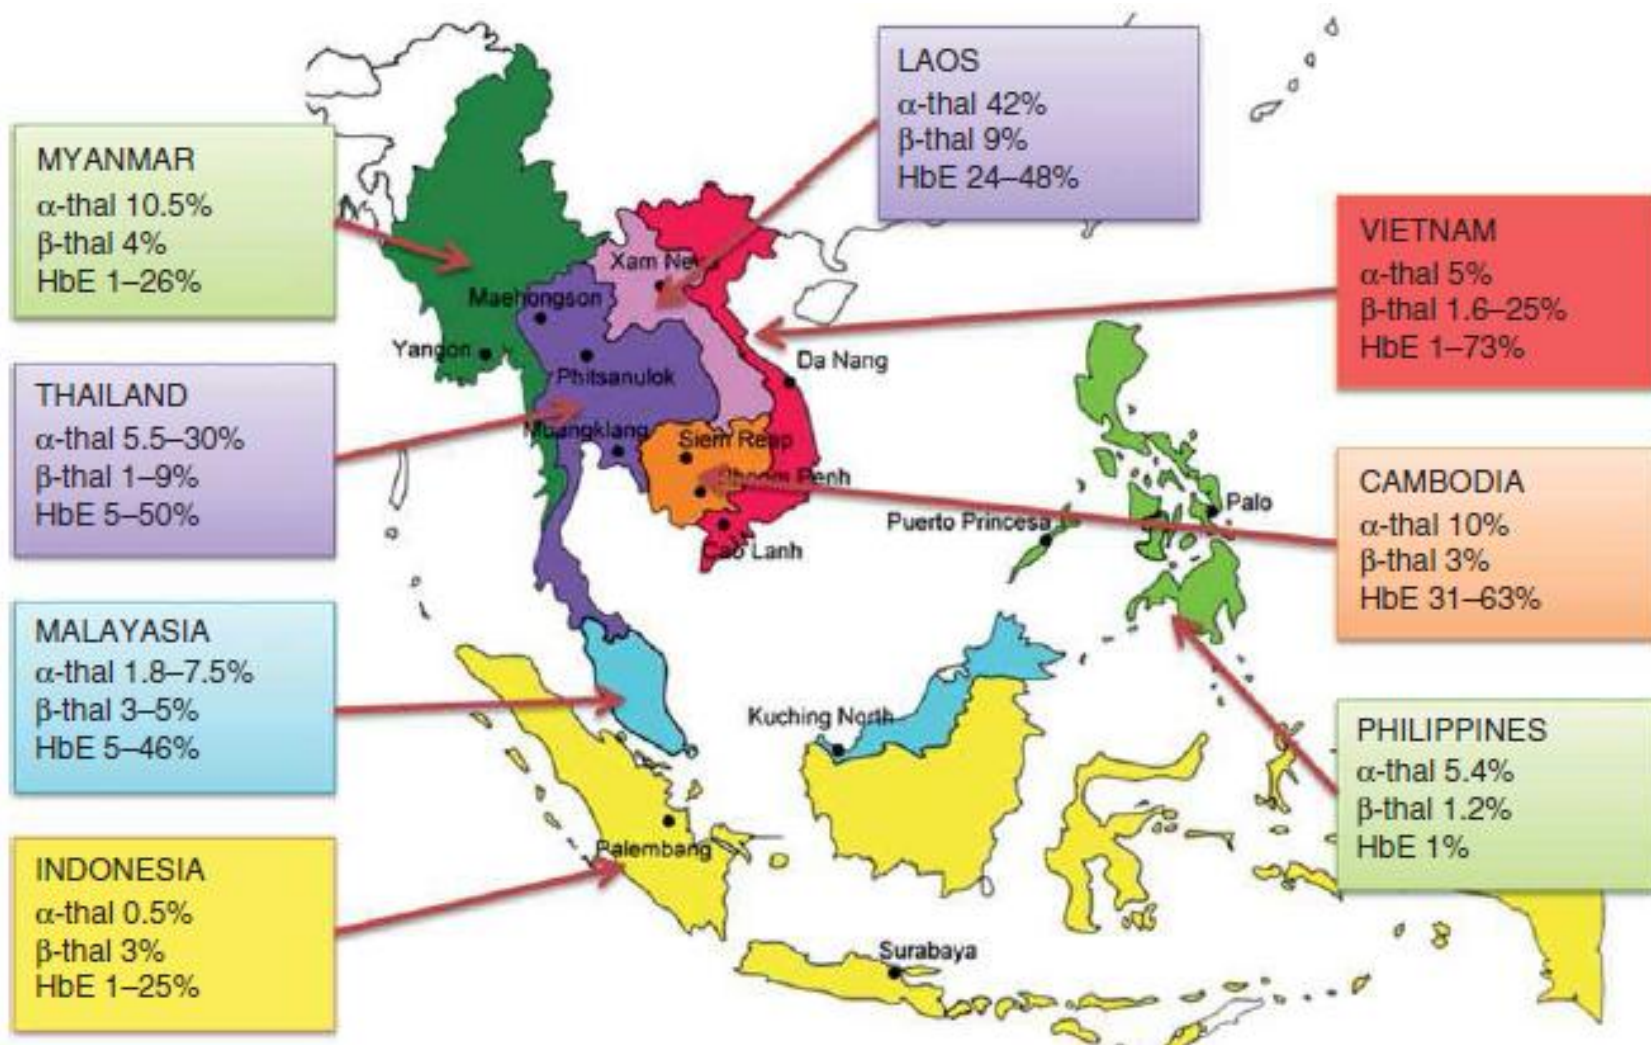 MYANMAR
α-thal 10.5%
β-thal 4%
HbE 1–26%
THAILAND
α-thal 5.5–30%
β-thal 1–9%
HbE 5–50%
MALAYASIA
α-thal 1.8–7.5%
β-thal 3–5%
HbE 5–46%
INDONESIA
α-thal 0.5%
β-thal 3%
HbE 1–25%
LAOS
α-thal 42%
β-thal 9%
HbE 24–48%
VIETNAM
α-thal 5%
β-thal 1.6–25%
HbE 1–73%
CAMBODIA
α-thal 10%
β-thal 3%
HbE 31–63%
PHILIPPINES
α-thal 5.4%
β-thal 1.2%
HbE 1%
Xam
Maehongson
Yangon
Phitsanulok
Da Nang
Siem Reap
Penh
Cao Lanh
Puerto Princesa
Palo
Kuching North
Palembang
Surabaya